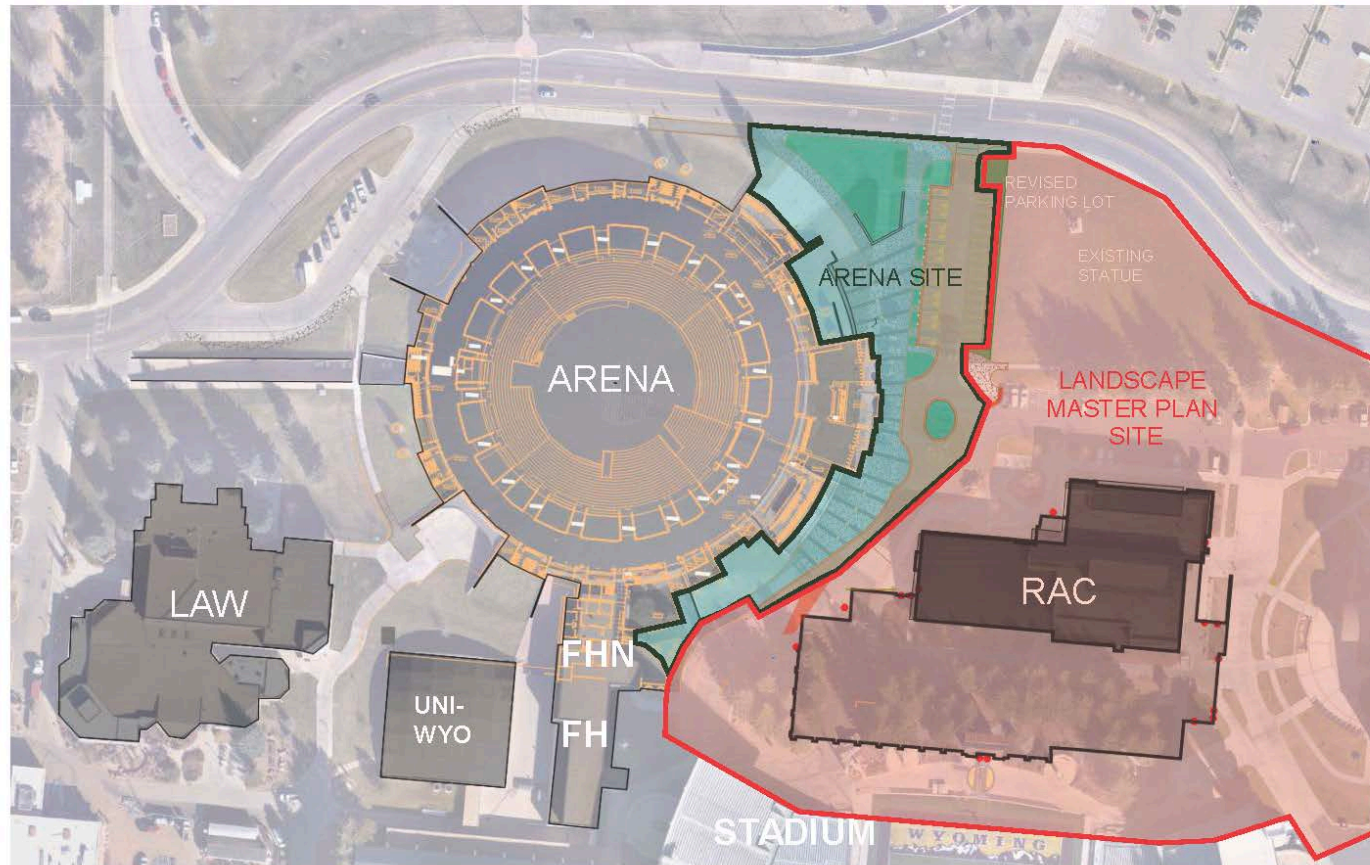 REVISED
PARKING LOT
EXISTING
STATUE
ARENA SITE
ARENA
LANDSCAPE
MASTER PLAN
SITE
LAW
RAC
FHN
UNI-
WYO
FH
STADIUM
WYOMING